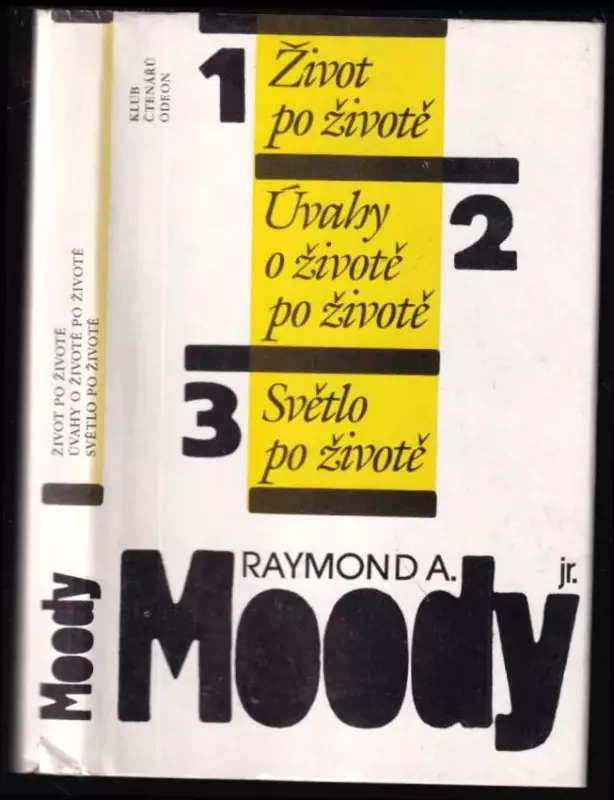 KLUB
ČTENÁŘŮ
ODEON
1
Život
po životě
2
Úvahy
o životě
po životě
3
Světlo
po životě
RAYMOND A.
jr.
Moody
ŽIVOT PO ŽIVOTĚ
ÚVAHY O ŽIVOTĚ PO ŽIVOTĚ
SVĚTLO PO ŽIVOTĚ
Moody